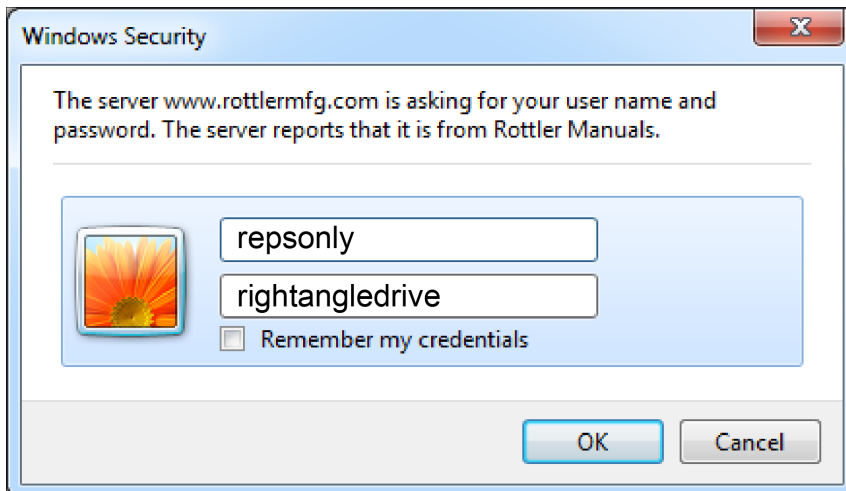 Windows Security
The server www.rottlermfg.com is asking for your user name and
password. The server reports that it is from Rottler Manuals.
repsonly
rightangledrive
Remember my credentials
OK Cancel